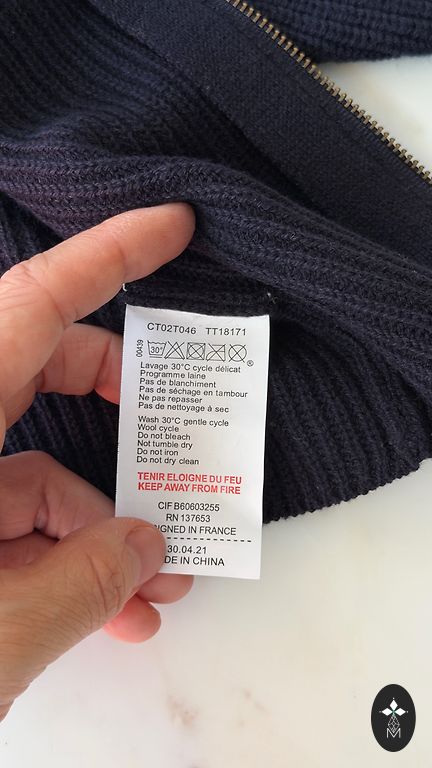 CT02T046 TT18171
00439
30°
®
Lavage 30°C cycle délicat
Programme laine
Pas de blanchiment
Pas de séchage en tambour
Ne pas repasser
Pas de nettoyage à sec
Wash 30°C gentle cycle
Wool cycle
Do not bleach
Not tumble dry
Do not iron
Do not dry clean
TENIR ELOIGNE DU FEU
KEEP AWAY FROM FIRE
CIF B60603255
RN 137653
IGNED IN FRANCE
30.04.21
DE IN CHINA
M